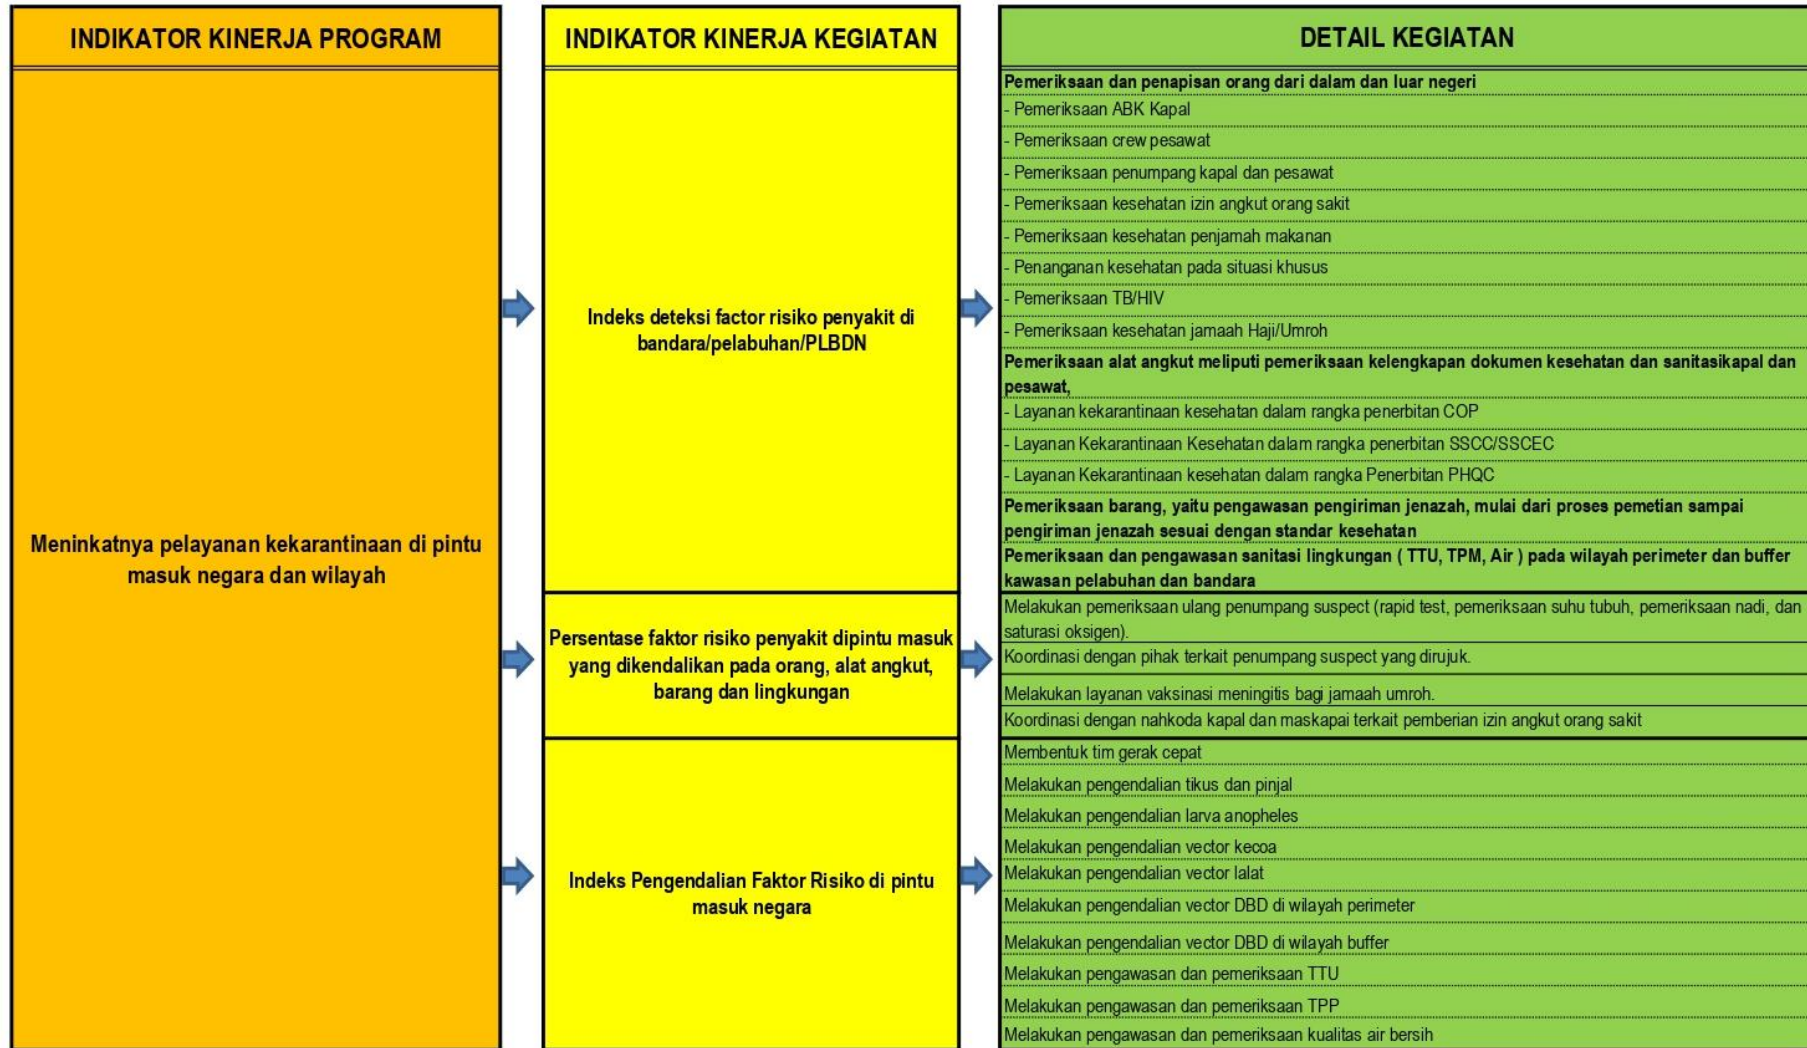 INDIKATOR KINERJA PROGRAM
Meninkatnya pelayanan kekarantinaan di pintu
masuk negara dan wilayah
INDIKATOR KINERJA KEGIATAN
Indeks deteksi factor risiko penyakit di
bandara/pelabuhan/PLBDN
Persentase faktor risiko penyakit dipintu masuk
yang dikendalikan pada orang, alat angkut,
barang dan lingkungan
Indeks Pengendalian Faktor Risiko di pintu
masuk negara
DETAIL KEGIATAN
Pemeriksaan dan penapisan orang dari dalam dan luar negeri
- Pemeriksaan ABK Kapal
- Pemeriksaan crew pesawat
- Pemeriksaan penumpang kapal dan pesawat
- Pemeriksaan kesehatan izin angkut orang sakit
- Pemeriksaan kesehatan penjamah makanan
- Penanganan kesehatan pada situasi khusus
- Pemeriksaan TB/HIV
- Pemeriksaan kesehatan jamaah Haji/Umroh
Pemeriksaan alat angkut meliputi pemeriksaan kelengkapan dokumen kesehatan dan sanitasikapal dan
pesawat,
- Layanan kekarantinaan kesehatan dalam rangka penerbitan COP
- Layanan Kekarantinaan Kesehatan dalam rangka penerbitan SSCC/SSCEC
- Layanan Kekarantinaan kesehatan dalam rangka Penerbitan PHQC
Pemeriksaan barang, yaitu pengawasan pengiriman jenazah, mulai dari proses pemetian sampai
pengiriman jenazah sesuai dengan standar kesehatan
Pemeriksaan dan pengawasan sanitasi lingkungan ( TTU, TPM, Air ) pada wilayah perimeter dan buffer
kawasan pelabuhan dan bandara
Melakukan pemeriksaan ulang penumpang suspect (rapid test, pemeriksaan suhu tubuh, pemeriksaan nadi, dan
saturasi oksigen).
Koordinasi dengan pihak terkait penumpang suspect yang dirujuk.
Melakukan layanan vaksinasi meningitis bagi jamaah umroh.
Koordinasi dengan nahkoda kapal dan maskapai terkait pemberian izin angkut orang sakit
Membentuk tim gerak cepat
Melakukan pengendalian tikus dan pinjal
Melakukan pengendalian larva anopheles
Melakukan pengendalian vector kecoa
Melakukan pengendalian vector lalat
Melakukan pengendalian vector DBD di wilayah perimeter
Melakukan pengendalian vector DBD di wilayah buffer
Melakukan pengawasan dan pemeriksaan TTU
Melakukan pengawasan dan pemeriksaan TPP
Melakukan pengawasan dan pemeriksaan kualitas air bersih